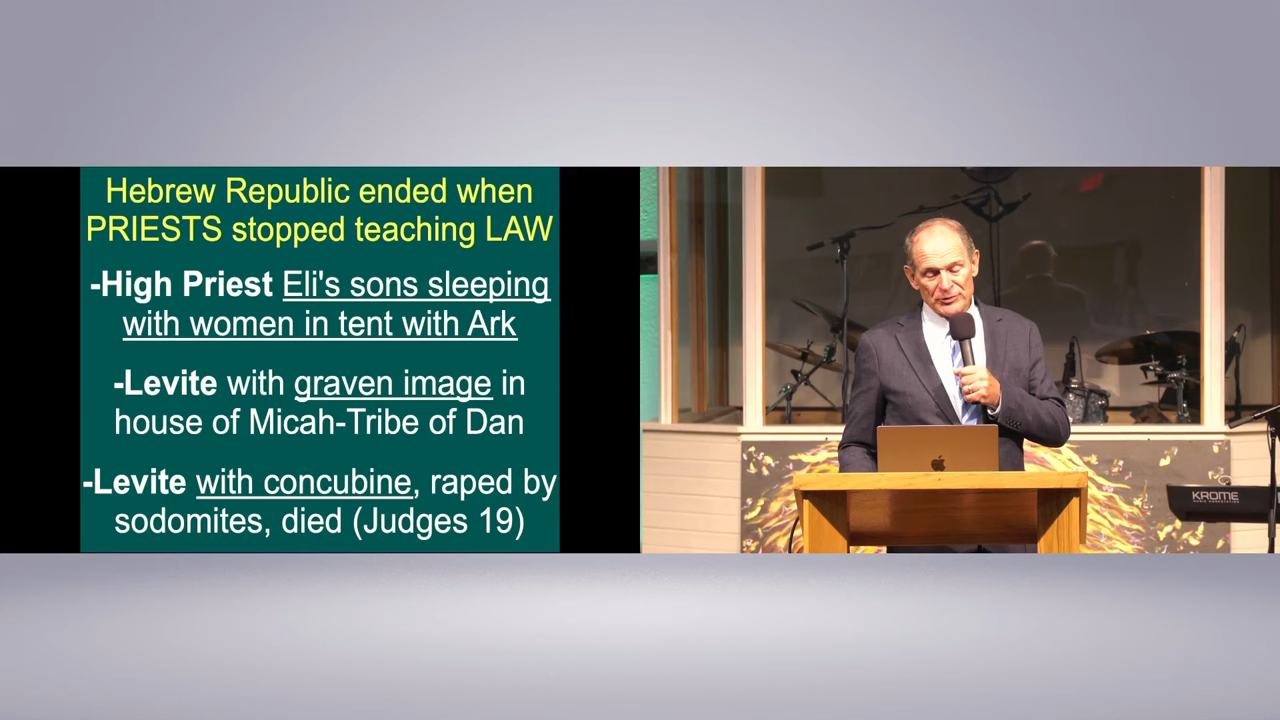 Hebrew Republic ended when
PRIESTS stopped teaching LAW
-High Priest Eli's sons sleeping
with women in tent with Ark
-Levite with graven image in
house of Micah-Tribe of Dan
-Levite with concubine, raped by
sodomites, died (Judges 19)
KROME
MUSIC WORKSTATION